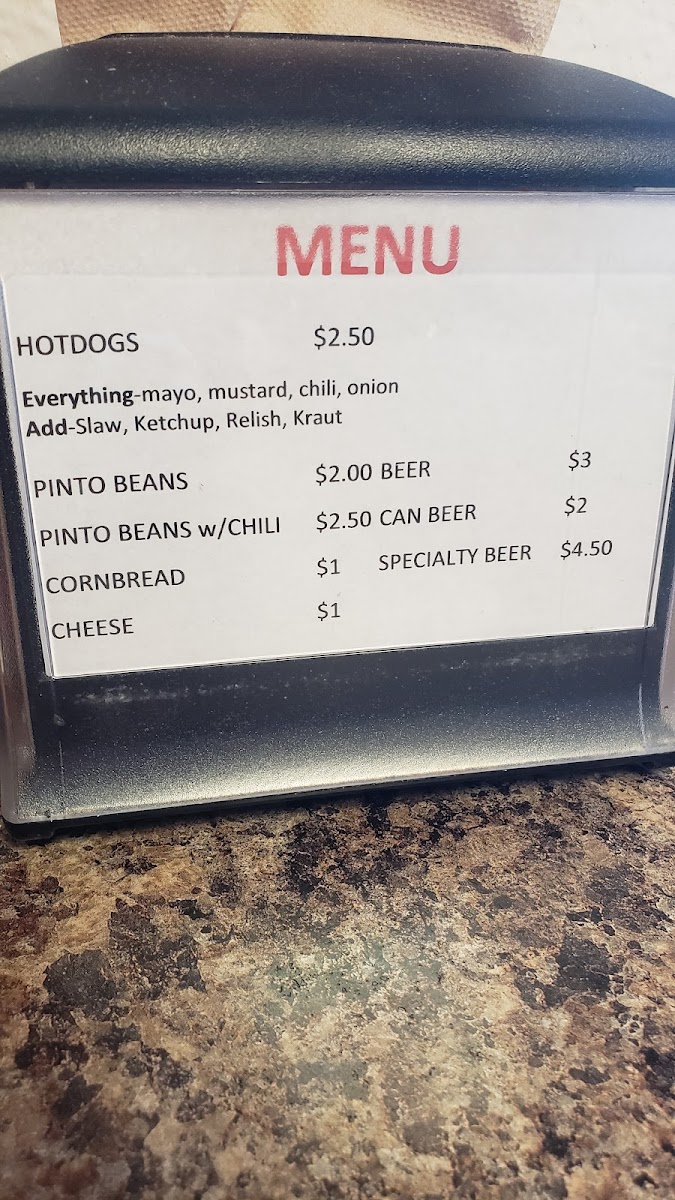 MENU
HOTDOGS $2.50
Everything-mayo, mustard, chili, onion
Add-Slaw, Ketchup, Relish, Kraut
PINTO BEANS $2.00 BEER $3
PINTO BEANS w/CHILI $2.50 CAN BEER $2
CORNBREAD $1 SPECIALTY BEER $4.50
CHEESE $1